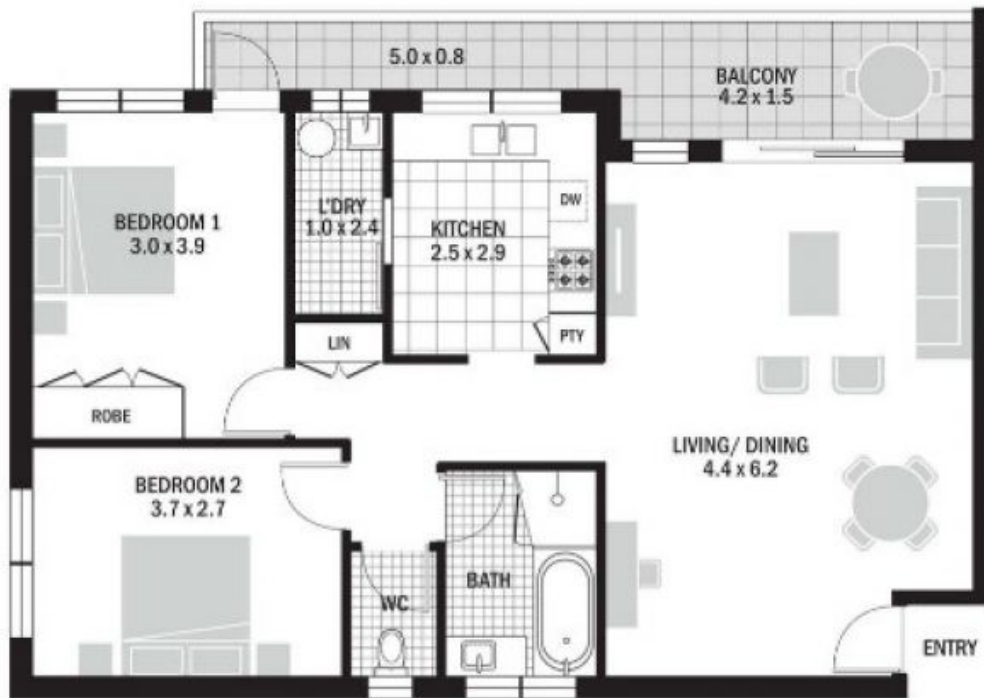 5.0 x 0.8
BALCONY
4.2 x 1.5
BEDROOM 1
3.0 x 3.9
L'DRY
1.0 x 2.4
KITCHEN
2.5 x 2.9
DW
PTY
LIN
ROBE
LIVING/ DINING
4.4 x 6.2
BEDROOM 2
3.7 x 2.7
BATH
WC
ENTRY